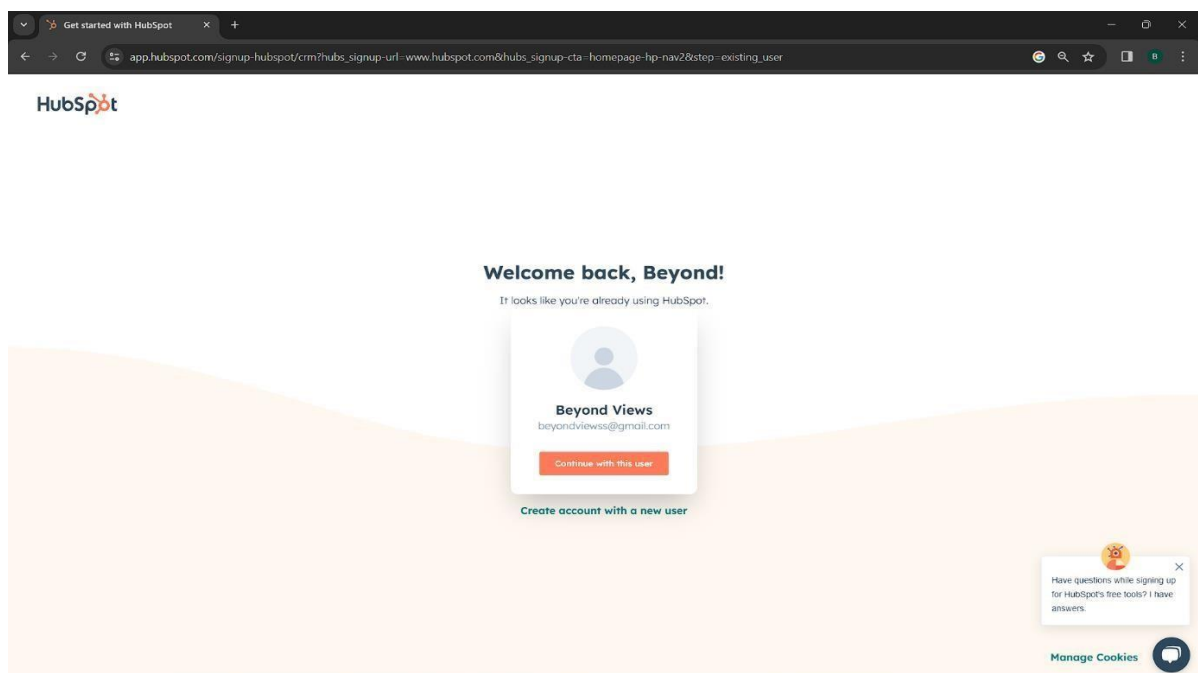 Get started with HubSpot
app.hubspot.com/signup-hubspot/crm?hubs_signup-url=www.hubspot.com&hubs_signup-cta=homepage-hp-nav2&step=existing_user
B
HubSpot
Welcome back, Beyond!
It looks like you're already using HubSpot.
Beyond Views
beyondviewss@gmail.com
Continue with this user
Create account with a new user
Have questions while signing up
for HubSpot's free tools? I have
answers.
Manage Cookies